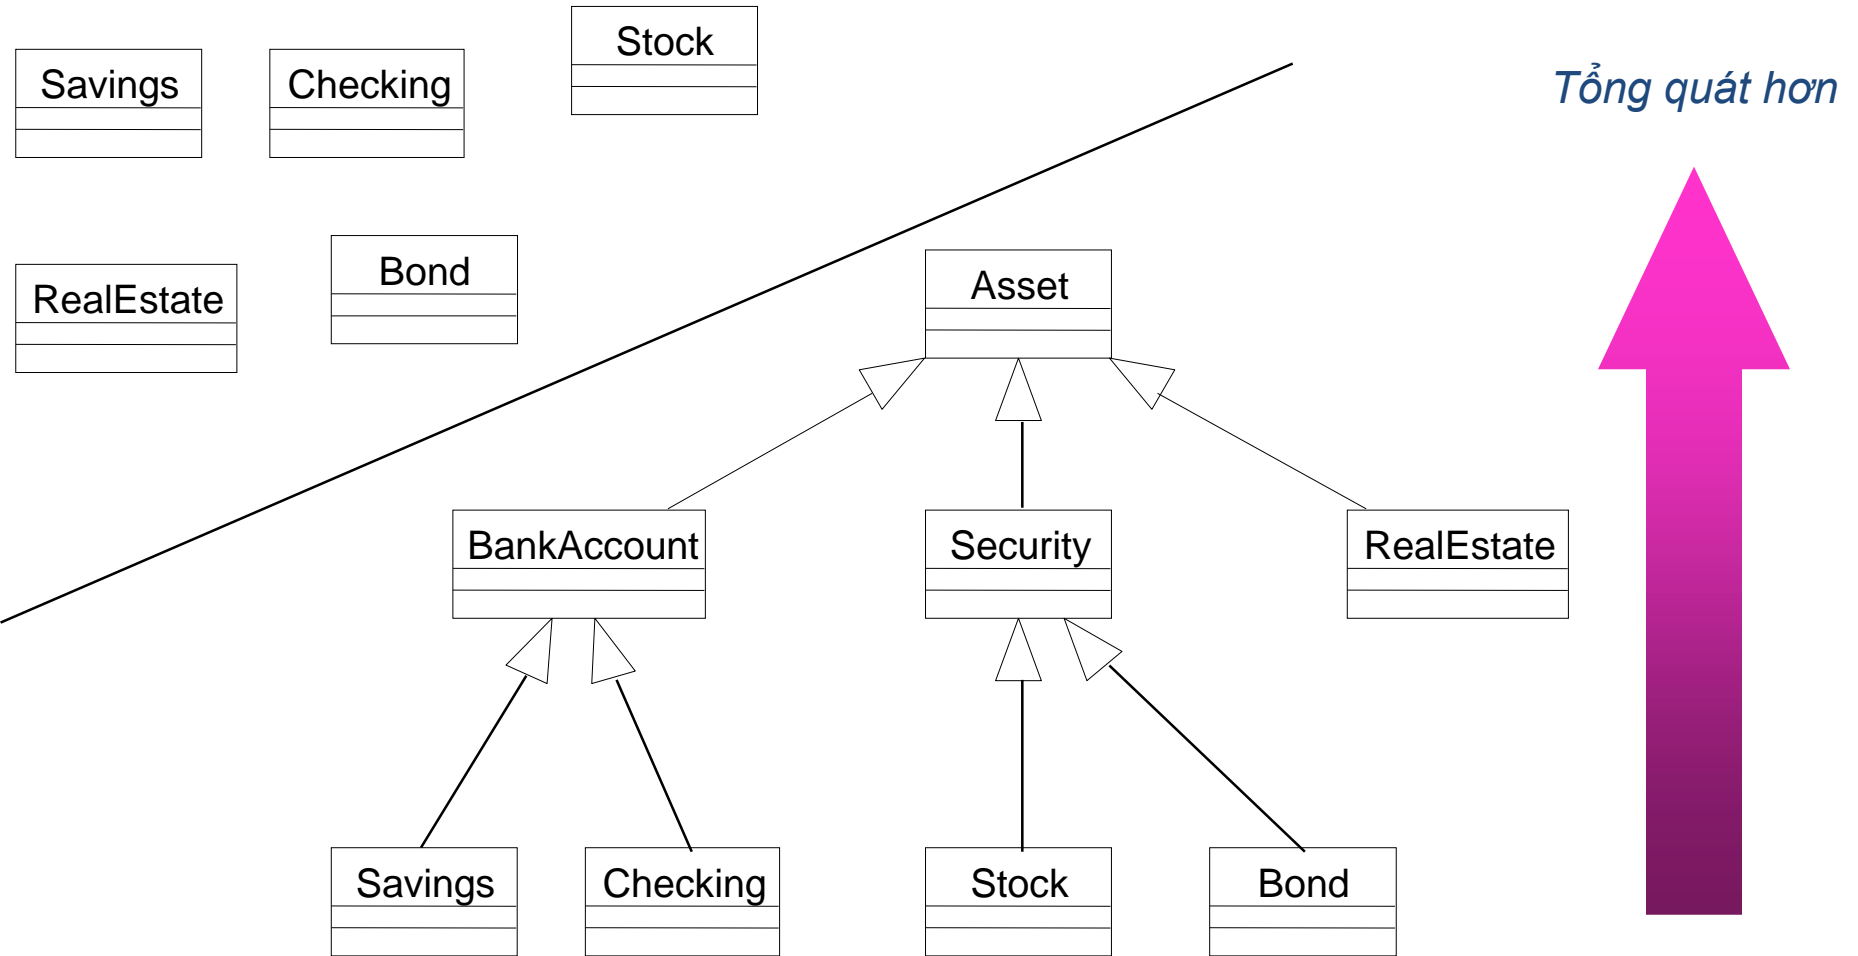 Stock
Savings
Checking
Tổng quát hơn
RealEstate
Bond
Asset
BankAccount
Security
RealEstate
Savings
Checking
Stock
Bond